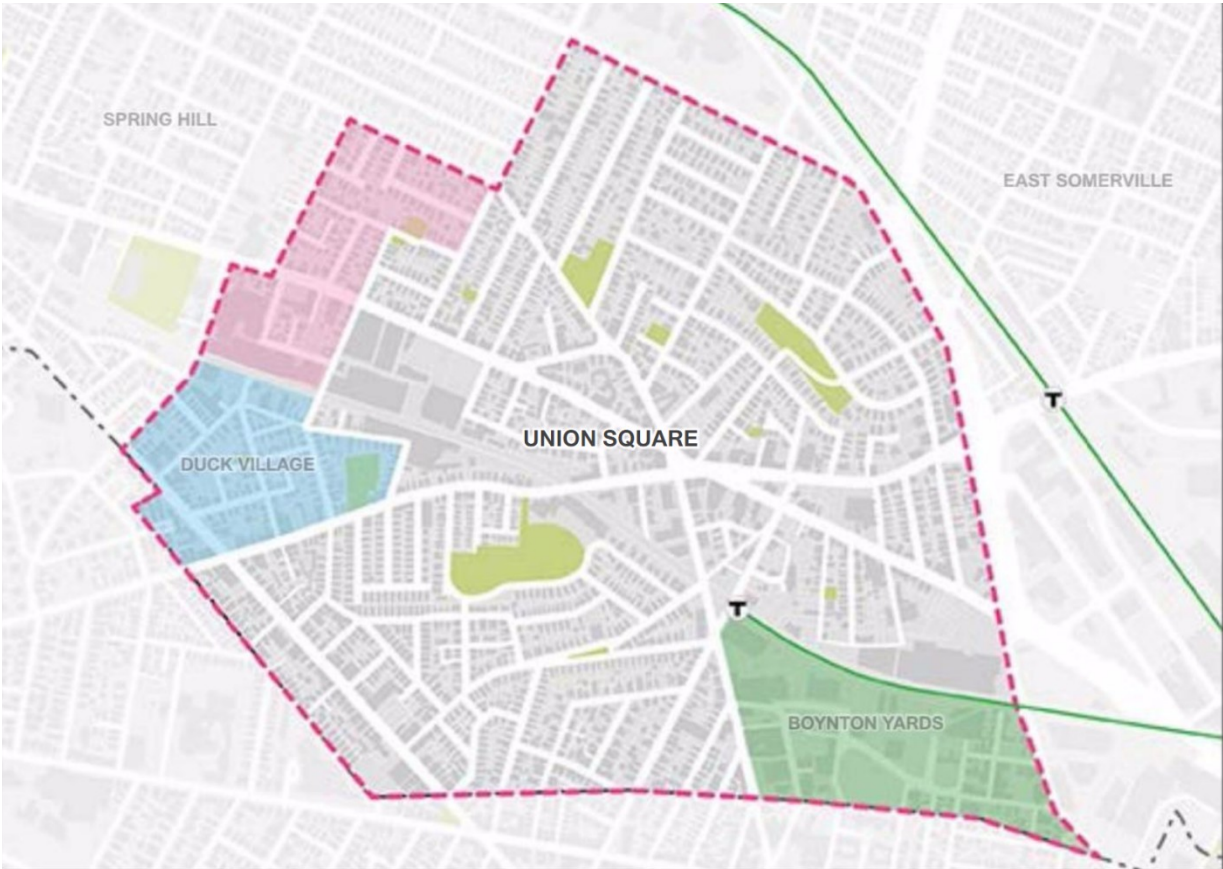 SPRING HILL
EAST SOMERVILLE
T
UNION SQUARE
DUCK VILLAGE
T
BOYNTON YARDS